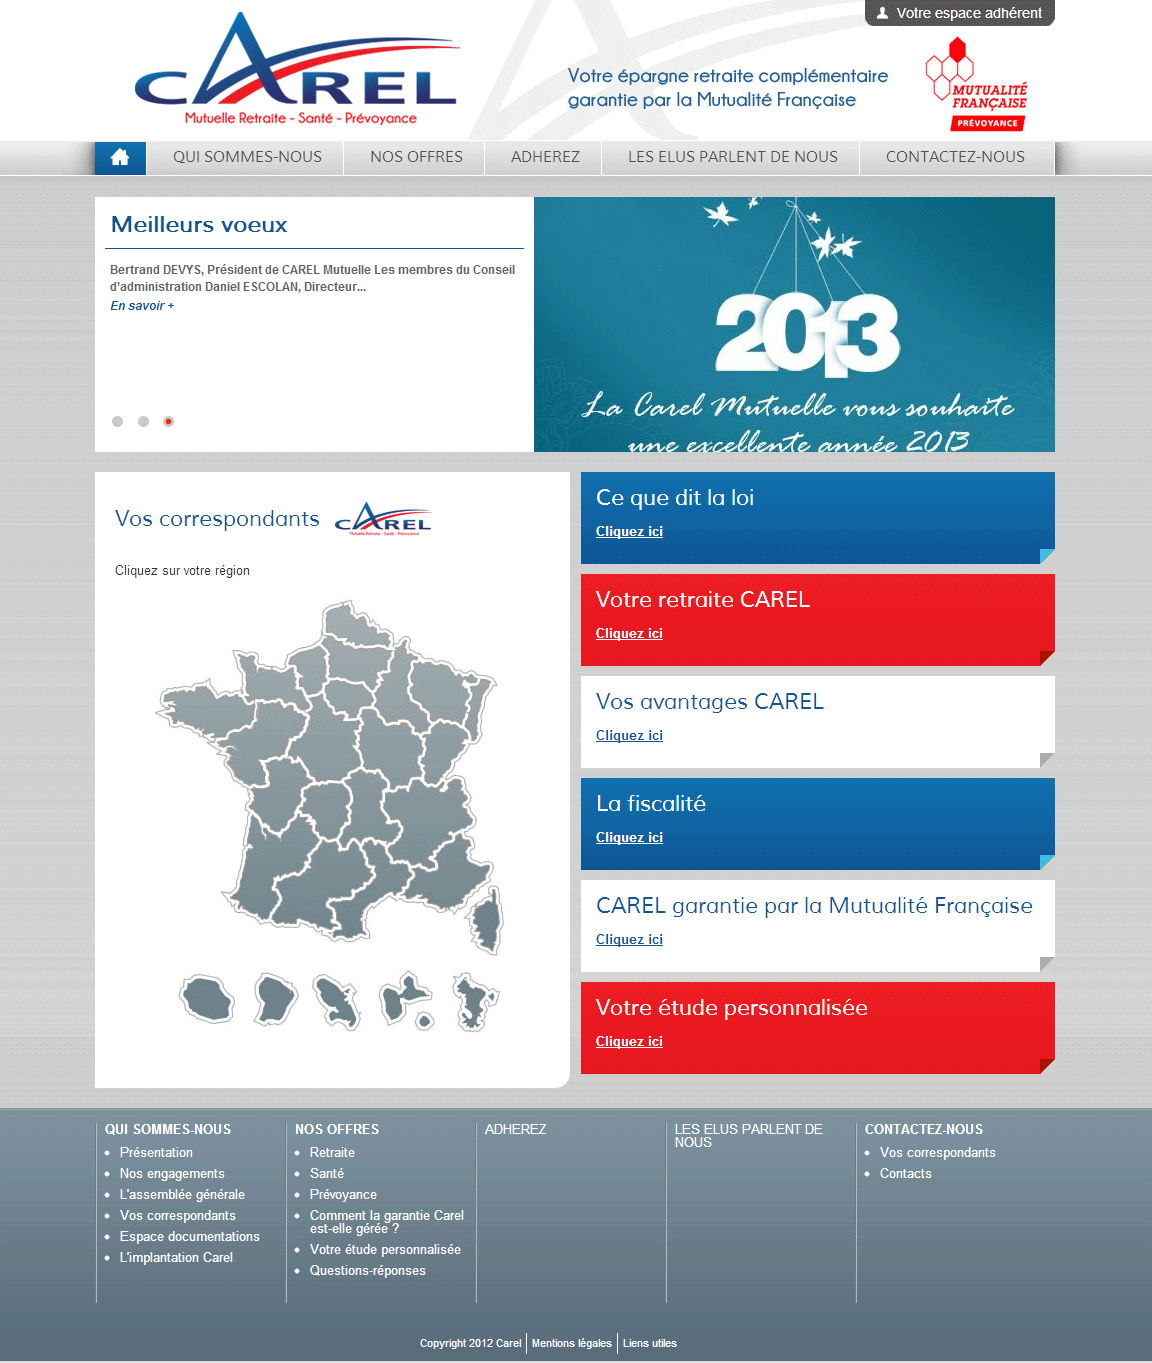 Votre espace adhérent
CAREL
Mutuelle Retraite - Santé - Prévoyance
Votre épargne retraite complémentaire
garantie par la Mutualité Française
MUTUALITÉ
FRANÇAISE
PRÉVOYANCE
QUI SOMMES-NOUS
NOS OFFRES
ADHEREZ
LES ELUS PARLENT DE NOUS
CONTACTEZ-NOUS
Meilleurs voeux
Bertrand DEVYS, Président de CAREL Mutuelle Les membres du Conseil
d'administration Daniel ESCOLAN, Directeur...
En savoir +
2013
La Carel Mutuelle vous souhaite
une excellente année 2013
Vos correspondants
CAREL
Mutuelle Retraite - Santé - Prévoyance
Cliquez sur votre région
Ce que dit la loi
Cliquez ici
Votre retraite CAREL
Cliquez ici
Vos avantages CAREL
Cliquez ici
La fiscalité
Cliquez ici
CAREL garantie par la Mutualité Française
Cliquez ici
Votre étude personnalisée
Cliquez ici
QUI SOMMES-NOUS
Présentation
Nos engagements
L'assemblée générale
Vos correspondants
Espace documentations
L'implantation Carel
NOS OFFRES
Retraite
Santé
Prévoyance
Comment la garantie Carel
est-elle gérée ?
Votre étude personnalisée
Questions-réponses
ADHEREZ
LES ELUS PARLENT DE
NOUS
CONTACTEZ-NOUS
Vos correspondants
Contacts
Copyright 2012 Carel
Mentions légales
Liens utiles